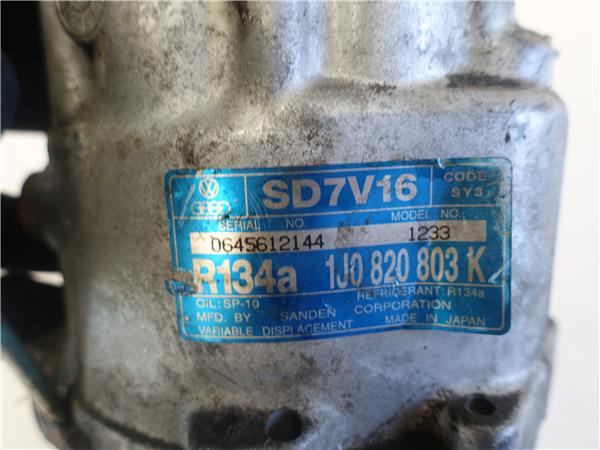 SD7V16
CODE
SY3
SERIAL NO. MODEL NO.
0645612144 1233
R134a 1J0 820 803 K
OIL: SP-10 REFRIGERANT: R134a
MFD. BY SANDEN CORPORATION
VARIABLE DISPLACEMENT MADE IN JAPAN